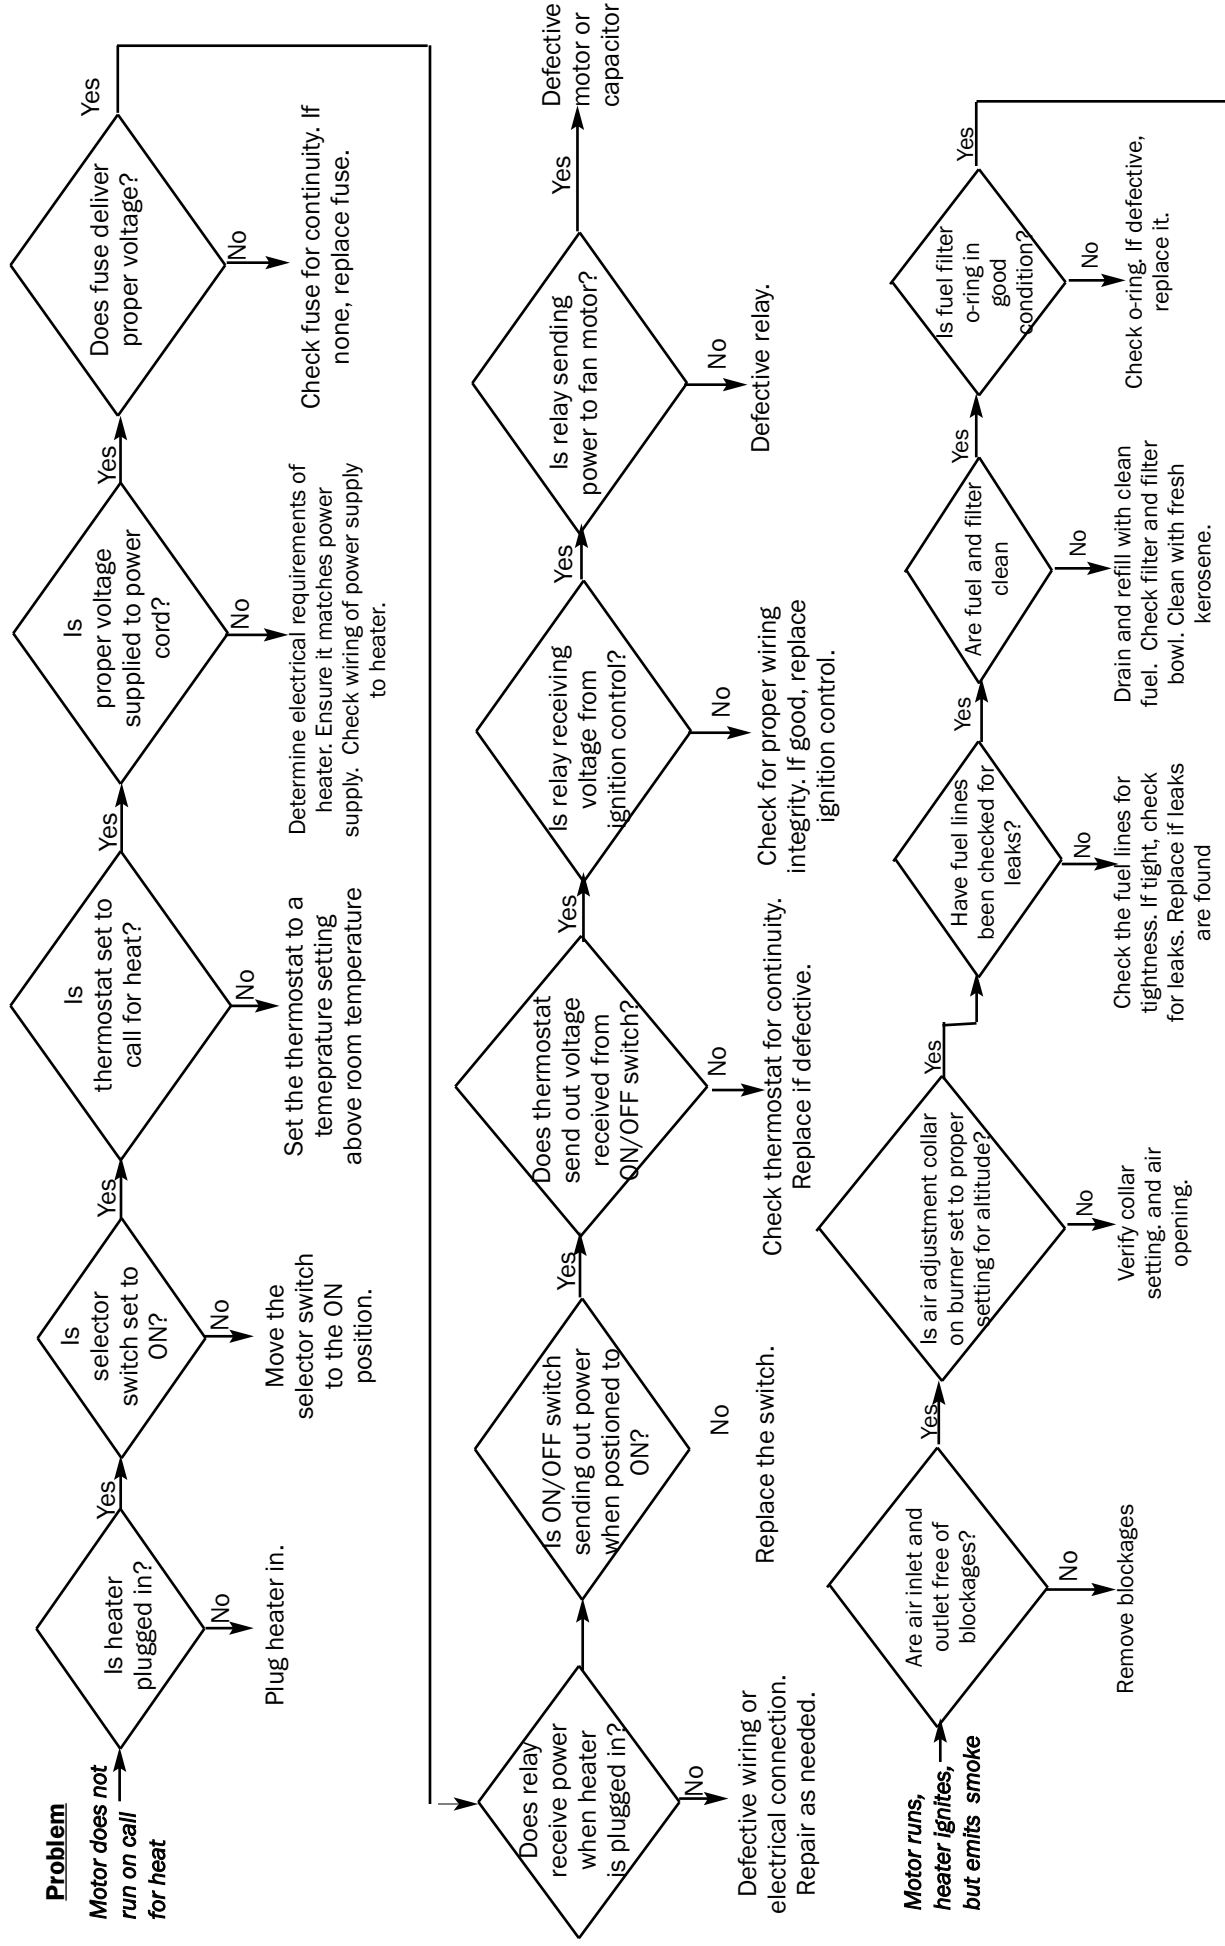 Problem
Motor does not
run on call
for heat
Is heater
plugged in?
Yes
No
Plug heater in.
Is
selector
switch set to
ON?
Yes
No
Move the
selector switch
to the ON
position.
Is
thermostat set to
call for heat?
Yes
No
Set the thermostat to a
temeprature setting
above room temperature
Is
proper voltage
supplied to power
cord?
Yes
No
Determine electrical requirements of
heater. Ensure it matches power
supply. Check wiring of power supply
to heater.
Does fuse deliver
proper voltage?
Yes
No
Check fuse for continuity. If
none, replace fuse.
Does relay
receive power
when heater
is plugged in?
No
Defective wiring or
electrical connection.
Repair as needed.
Is ON/OFF switch
sending out power
when postioned to
ON?
Yes
No
Replace the switch.
Does thermostat
send out voltage
received from
ON/OFF switch?
Yes
No
Check thermostat for continuity.
Replace if defective.
Is relay receiving
voltage from
ignition control?
Yes
No
Check for proper wiring
integrity. If good, replace
ignition control.
Is relay sending
power to fan motor?
Yes
No
Defective relay.
Defective
motor or
capacitor
Motor runs,
heater ignites,
but emits smoke
Are air inlet and
outlet free of
blockages?
Yes
No
Remove blockages
Is air adjustment collar
on burner set to proper
setting for altitude?
Yes
No
Verify collar
setting. and air
opening.
Have fuel lines
been checked for
leaks?
Yes
No
Check the fuel lines for
tightness. If tight, check
for leaks. Replace if leaks
are found
Are fuel and filter
clean
Yes
No
Drain and refill with clean
fuel. Check filter and filter
bowl. Clean with fresh
kerosene.
Is fuel filter
o-ring in
good
condition?
Yes
No
Check o-ring. If defective,
replace it.